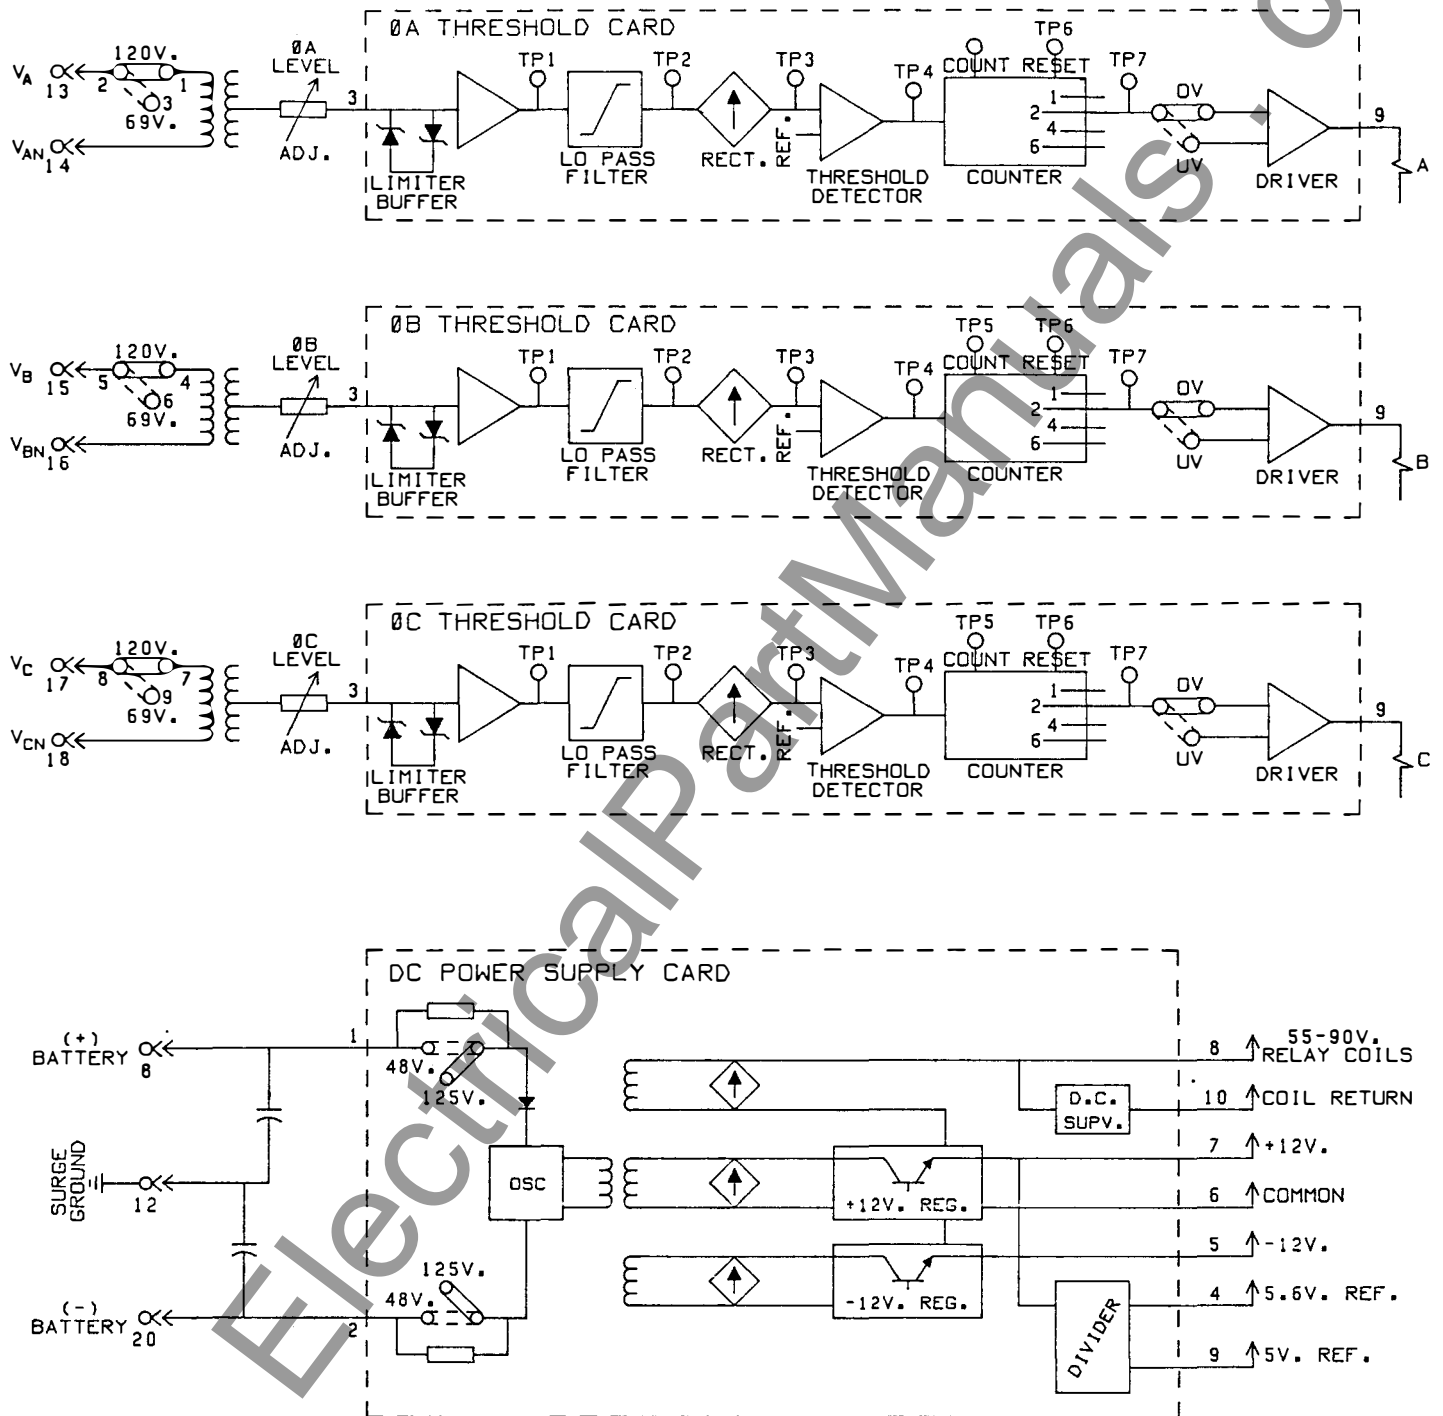 ØA THRESHOLD CARD
VA 13
2 120V. 1
3
69V.
VAN 14
ØA LEVEL
ADJ.
3
LIMITER BUFFER
TP1
LO PASS FILTER
TP2
RECT.
TP3
REF.
THRESHOLD DETECTOR
TP4
TP6
COUNT RESET
1
2
4
6
COUNTER
TP7
OV
UV
DRIVER
9
A
ØB THRESHOLD CARD
VB 15
5 120V. 4
6
69V.
VBN 16
ØB LEVEL
ADJ.
3
LIMITER BUFFER
TP1
LO PASS FILTER
TP2
RECT.
TP3
REF.
THRESHOLD DETECTOR
TP4
TP5
TP6
COUNT RESET
1
2
4
6
COUNTER
TP7
OV
UV
DRIVER
9
B
ØC THRESHOLD CARD
VC 17
8 120V. 7
9
69V.
VCN 18
ØC LEVEL
ADJ.
3
LIMITER BUFFER
TP1
LO PASS FILTER
TP2
RECT.
TP3
REF.
THRESHOLD DETECTOR
TP4
TP5
TP6
COUNT RESET
1
2
4
6
COUNTER
TP7
OV
UV
DRIVER
9
C
DC POWER SUPPLY CARD
(+) BATTERY 8
1
48V.
125V.
SURGE GROUND
12
OSC
125V.
48V.
(-) BATTERY 20
2
+12V. REG.
-12V. REG.
D.C. SUPV.
DIVIDER
8 55-90V. RELAY COILS
10 COIL RETURN
7 +12V.
6 COMMON
5 -12V.
4 5.6V. REF.
9 5V. REF.
ElectricalPartManuals.